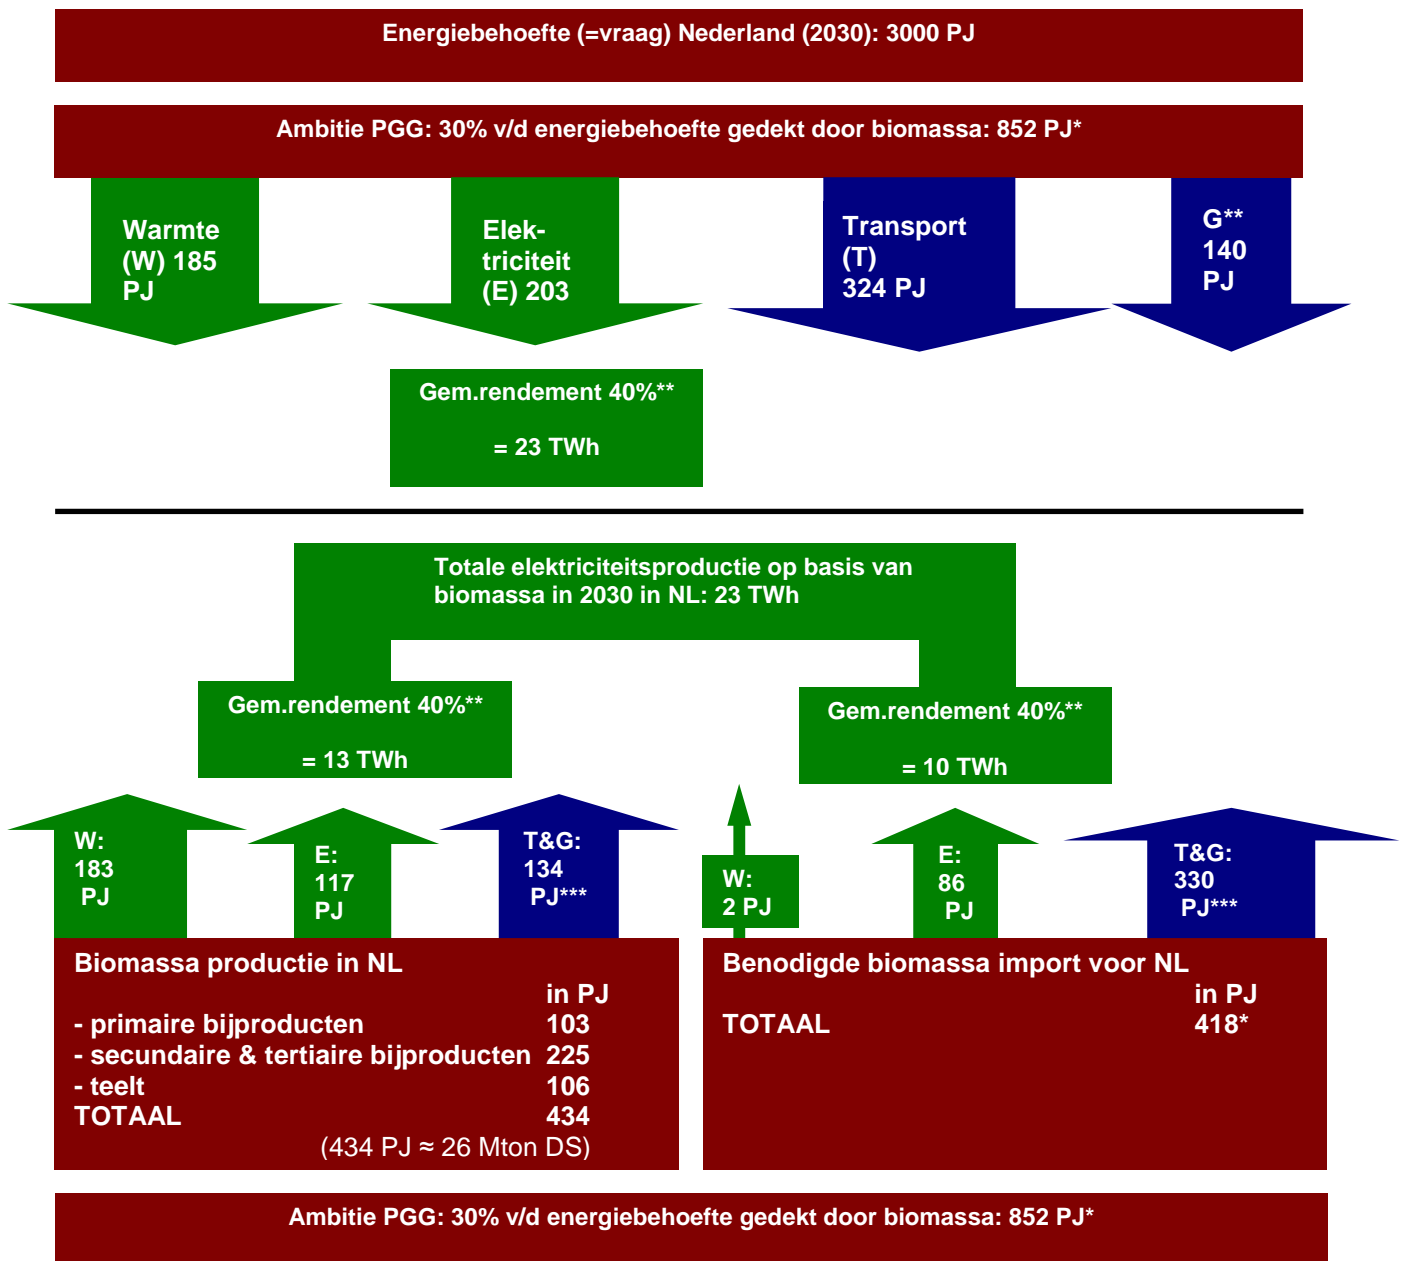 Energiebehoefte (=vraag) Nederland (2030): 3000 PJ
Ambitie PGG: 30% v/d energiebehoefte gedekt door biomassa: 852 PJ*
Warmte
(W) 185
PJ
Elek-
triciteit
(E) 203
Transport
(T)
324 PJ
G**
140
PJ
Gem.rendement 40%**
= 23 TWh
Totale elektriciteitsproductie op basis van
biomassa in 2030 in NL: 23 TWh
Gem.rendement 40%**
= 13 TWh
Gem.rendement 40%**
= 10 TWh
W:
183
PJ
E:
117
PJ
T&G:
134
PJ***
W:
2 PJ
E:
86
PJ
T&G:
330
PJ***
Biomassa productie in NL
in PJ
- primaire bijproducten 103
- secundaire & tertiaire bijproducten 225
- teelt 106
TOTAAL 434
(434 PJ ≈ 26 Mton DS)
Benodigde biomassa import voor NL
in PJ
TOTAAL 418*
Ambitie PGG: 30% v/d energiebehoefte gedekt door biomassa: 852 PJ*